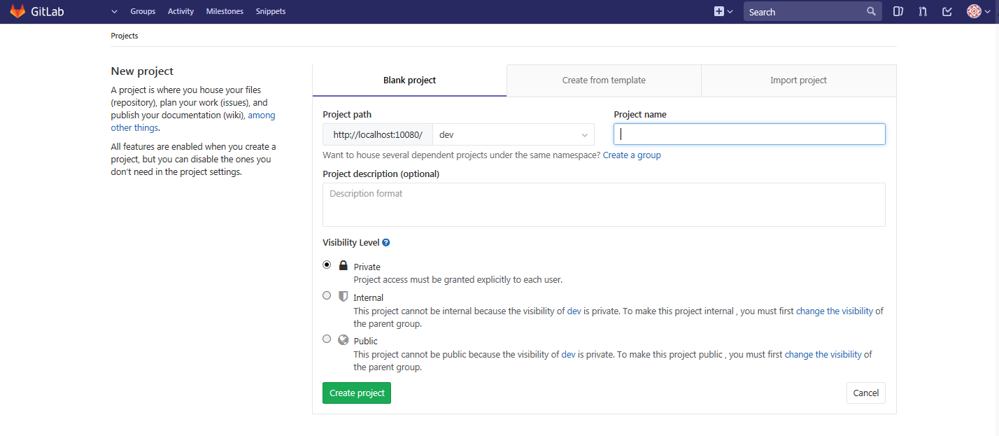 GitLab
Groups Activity Milestones Snippets
Search
Projects
New project
A project is where you house your files
(repository), plan your work (issues), and
publish your documentation (wiki), among
other things.
All features are enabled when you create a
project, but you can disable the ones you
don't need in the project settings.
Blank project
Create from template
Import project
Project path
http://localhost:10080/ dev
Project name
Want to house several dependent projects under the same namespace? Create a group
Project description (optional)
Description format
Visibility Level ?
Private
Project access must be granted explicitly to each user.
Internal
This project cannot be internal because the visibility of dev is private. To make this project internal , you must first change the visibility of
the parent group.
Public
This project cannot be public because the visibility of dev is private. To make this project public , you must first change the visibility of
the parent group.
Create project
Cancel